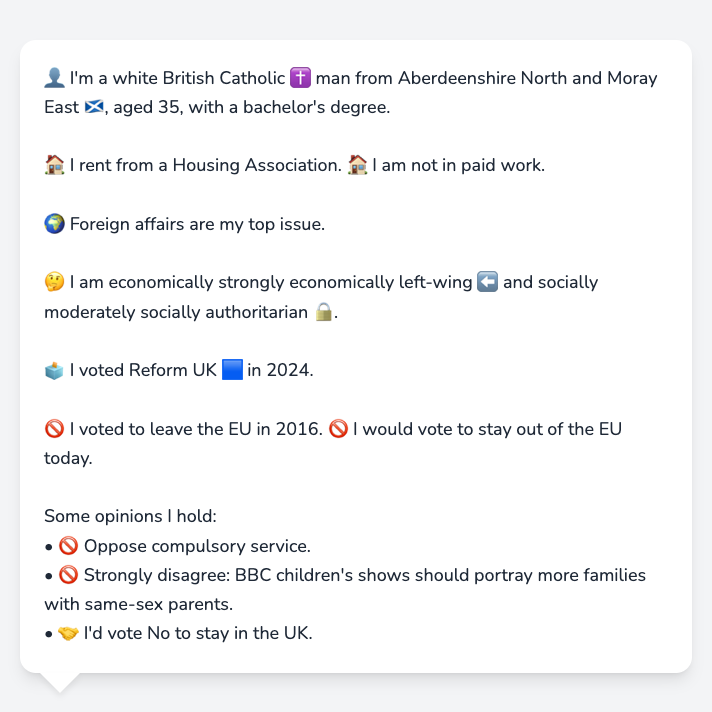 👤 I'm a white British Catholic ✝️ man from Aberdeenshire North and Moray
East 🏴󠁧󠁢󠁳󠁣󠁴󠁿, aged 35, with a bachelor's degree.
🏠 I rent from a Housing Association. 🏠 I am not in paid work.
🌍 Foreign affairs are my top issue.
🤔 I am economically strongly economically left-wing ⬅️ and socially
moderately socially authoritarian 🔒.
🗳️ I voted Reform UK 🟦 in 2024.
🚫 I voted to leave the EU in 2016. 🚫 I would vote to stay out of the EU
today.
Some opinions I hold:
• 🚫 Oppose compulsory service.
• 🚫 Strongly disagree: BBC children's shows should portray more families
with same-sex parents.
• 🤝 I'd vote No to stay in the UK.